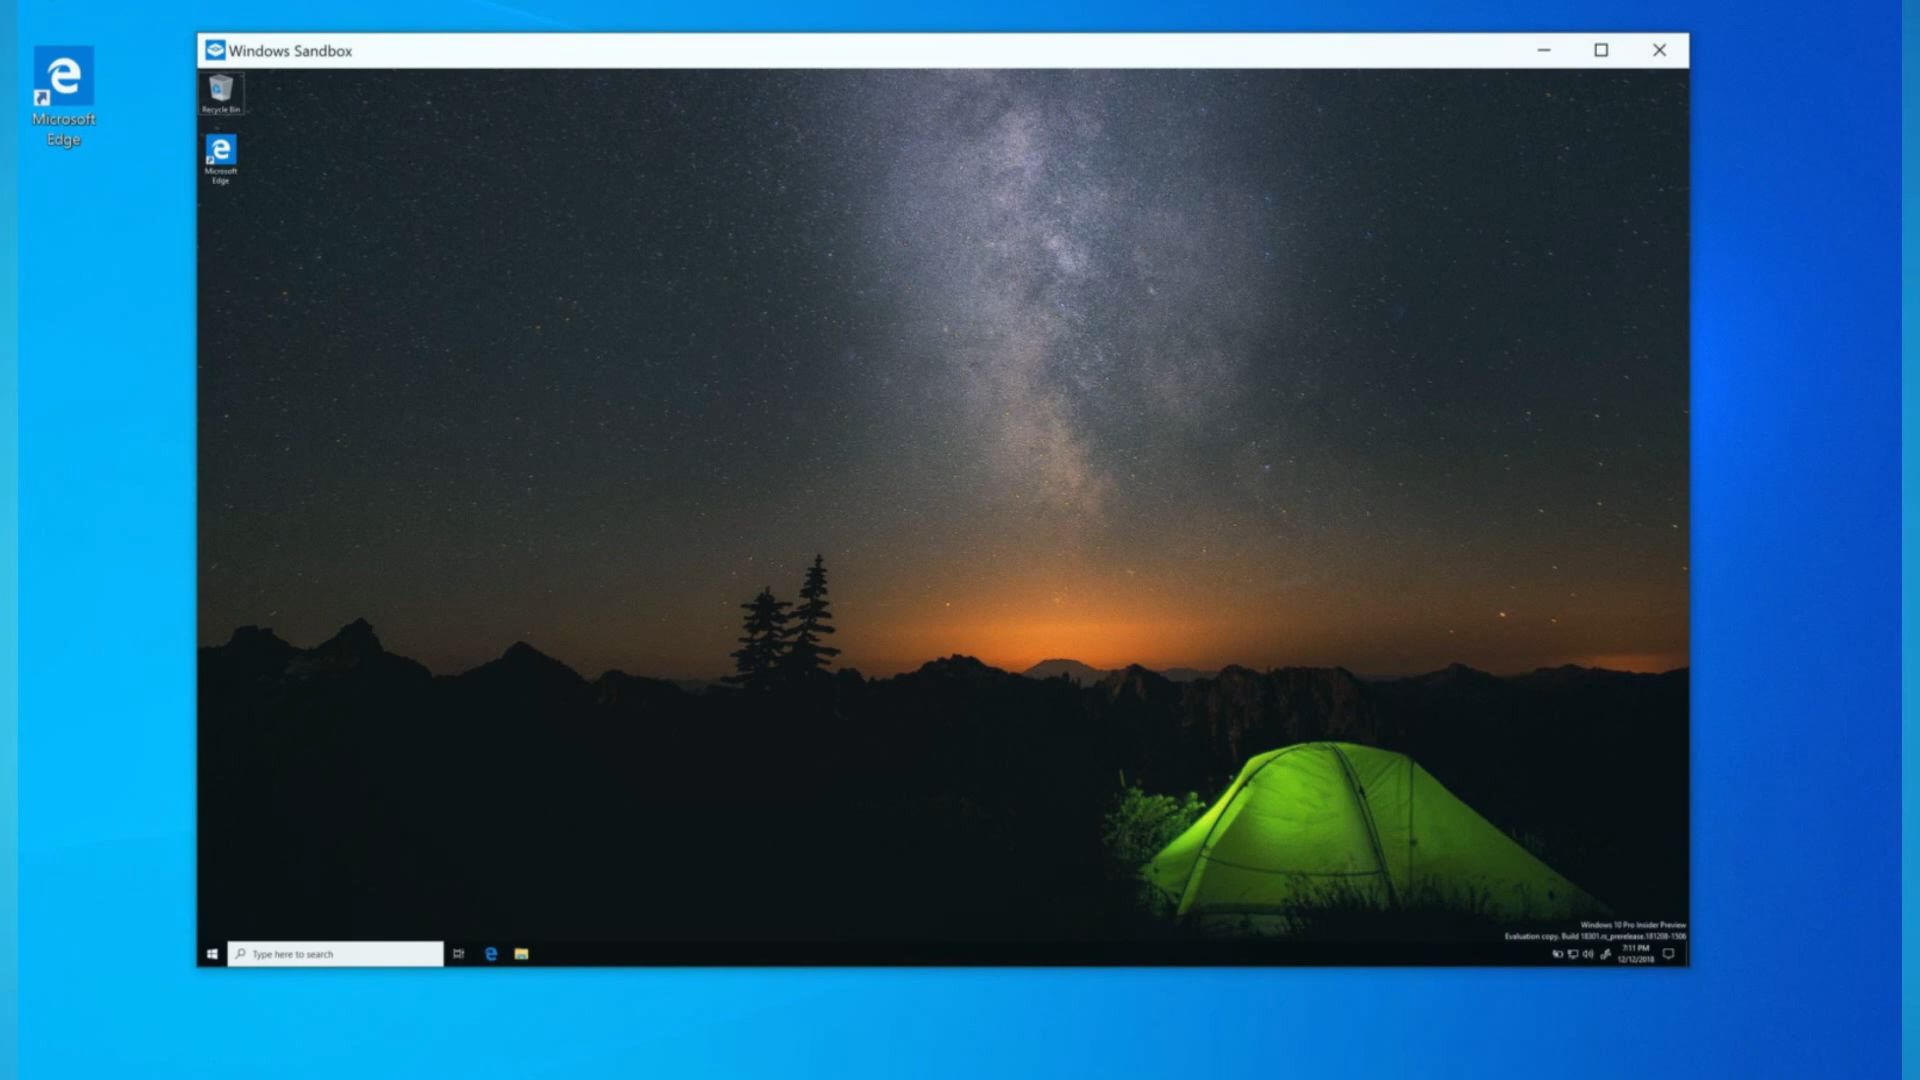 Microsoft
Edge
Windows Sandbox
Recycle Bin
Microsoft
Edge
Windows 10 Pro Insider Preview
Evaluation copy. Build 18301.rs_prerelease.181208-1506
Type here to search
7:11 PM
12/12/2018